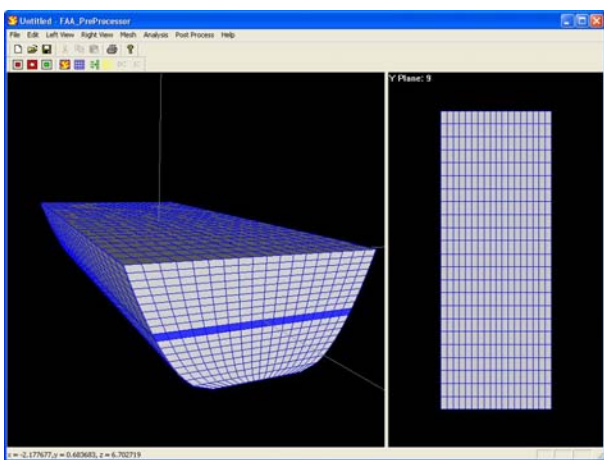 Untitled - FAA_PreProcessor
File Edit Left View Right View Mesh Analysis Post Process Help
Y Plane: 9
x = -2.177677,y = 0.683683, z = 6.702719